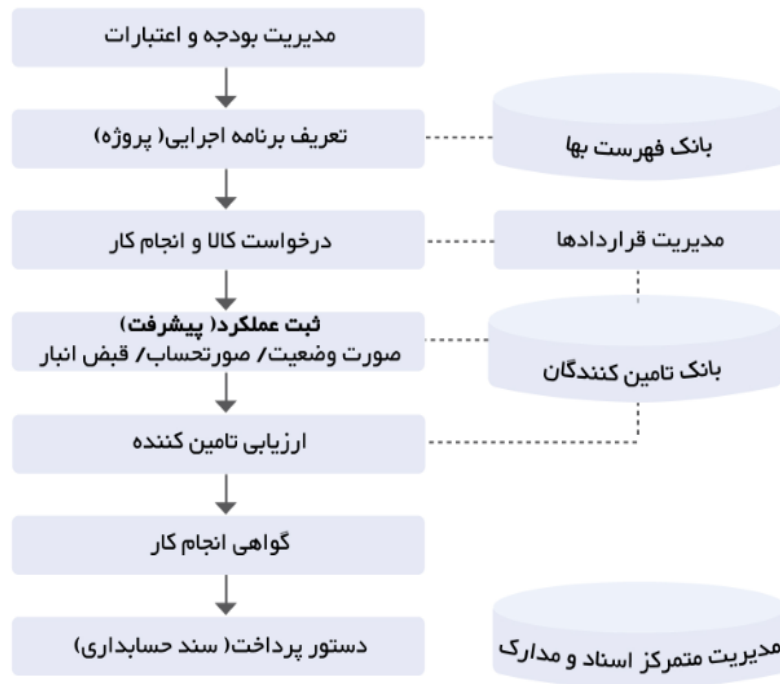 مدیریت بودجه و اعتبارات
تعریف برنامه اجرایی( پروژه)
بانک فهرست بها
درخواست کالا و انجام کار
مدیریت قراردادها
ثبت عملکرد( پیشرفت)
صورت وضعیت/ صورتحساب/ قبض انبار
بانک تامین کنندگان
ارزیابی تامین کننده
گواهی انجام کار
دستور پرداخت( سند حسابداری)
مدیریت متمرکز اسناد و مدارک